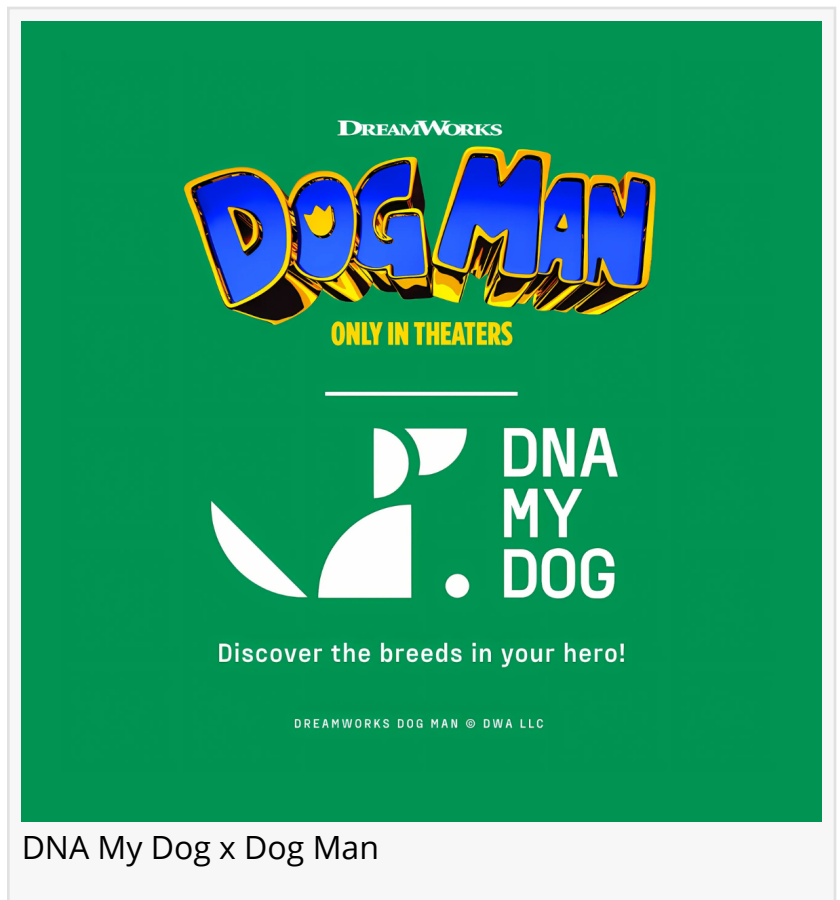 DREAMWORKS
DOG MAN
ONLY IN THEATERS
DNA
MY
DOG
Discover the breeds in your hero!
DREAMWORKS DOG MAN © DWA LLC
DNA My Dog x Dog Man